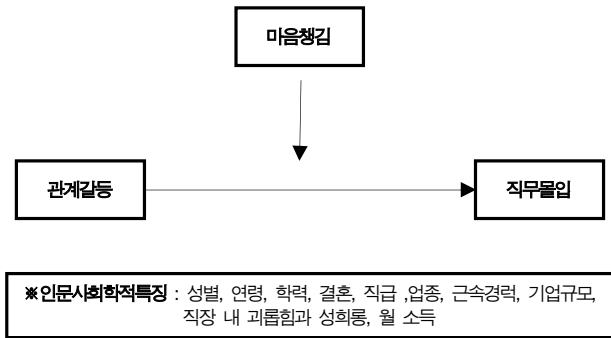 마음챙김
관계갈등
직무몰입
※인문사회학적특징 : 성별, 연령, 학력, 결혼, 직급 ,업종, 근속경력, 기업규모,
직장 내 괴롭힘과 성희롱, 월 소득